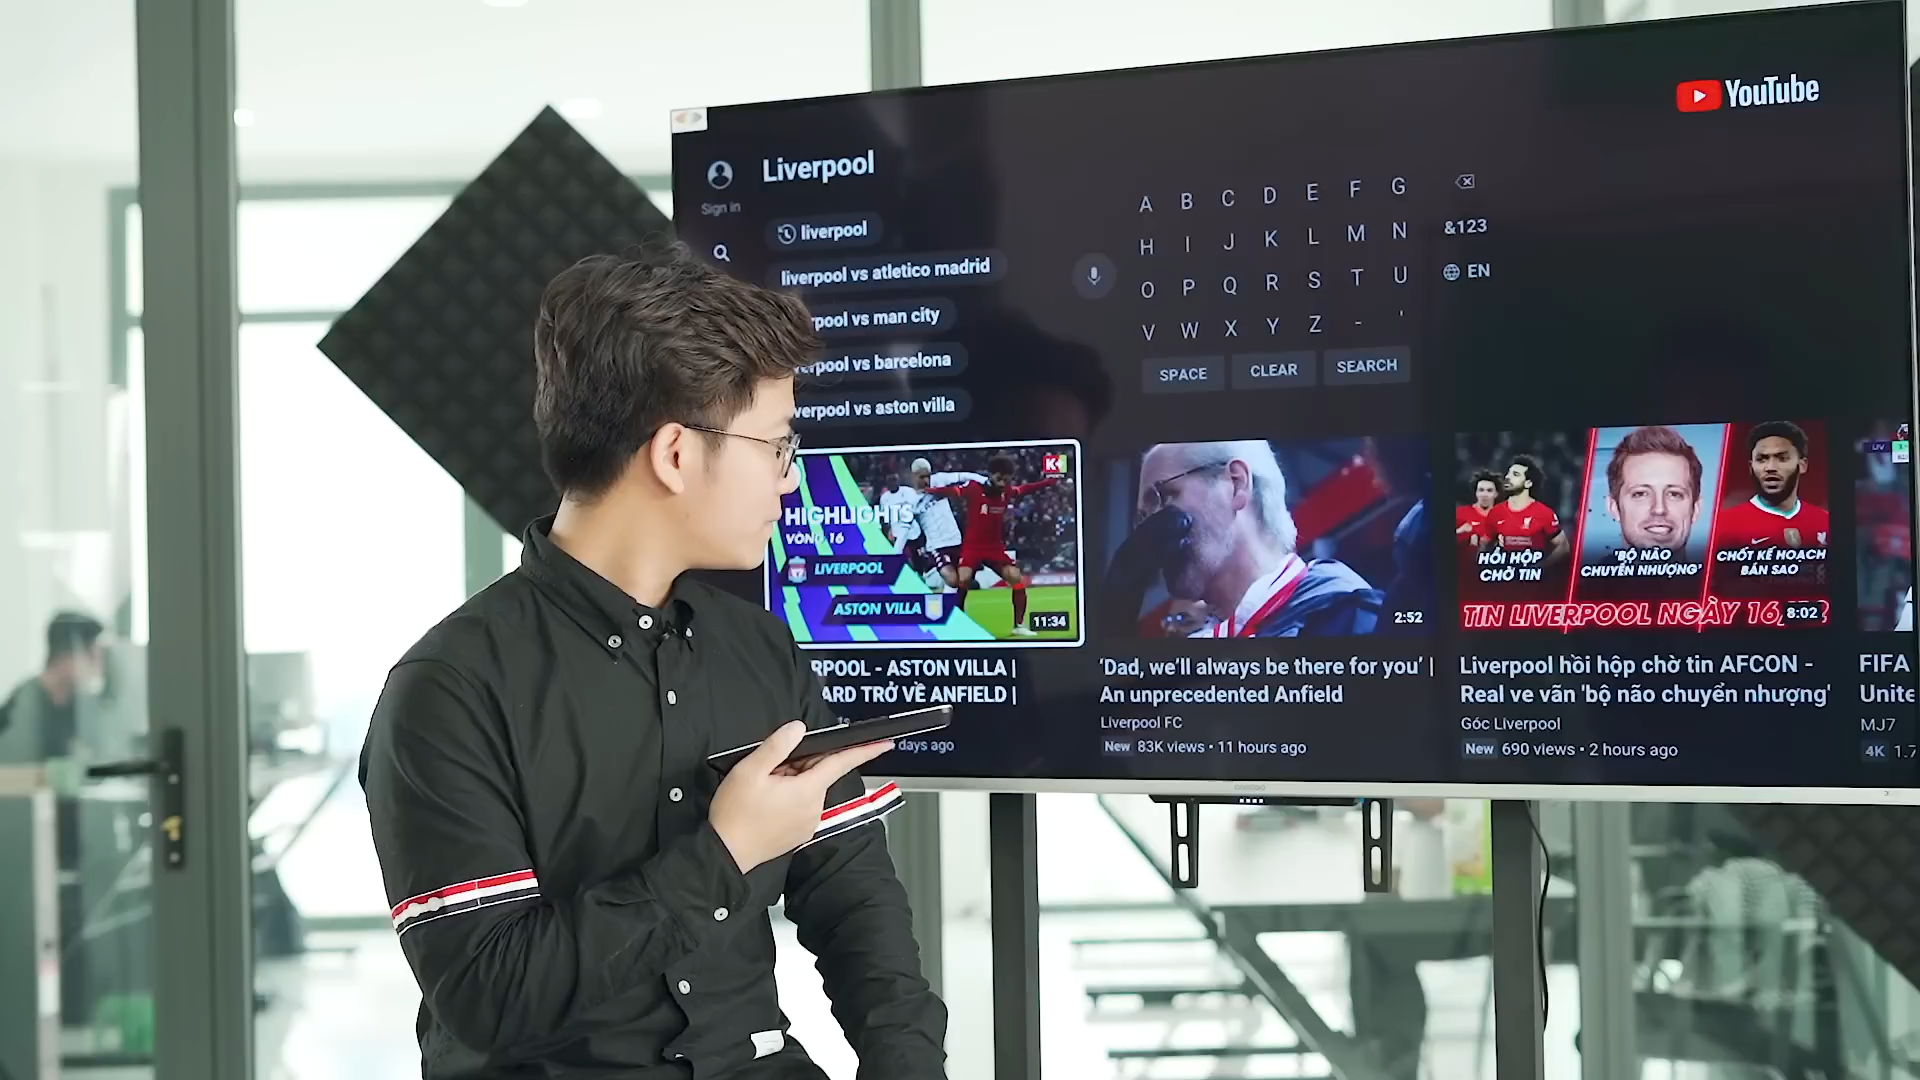 YouTube
Liverpool
Sign in
liverpool
liverpool vs atletico madrid
rpool vs man city
erpool vs barcelona
verpool vs aston villa
A B C D E F G
H I J K L M N &123
O P Q R S T U EN
V W X Y Z - '
SPACE CLEAR SEARCH
HIGHLIGHTS
VÒNG 16
LIVERPOOL
ASTON VILLA
11:34
2:52
HỒI HỘP
CHỜ TIN
'BỘ NÃO
CHUYỂN NHƯỢNG'
CHỐT KẾ HOẠCH
BÁN SAO
TIN LIVERPOOL NGÀY 16
8:02
RPOOL - ASTON VILLA |
ARD TRỞ VỀ ANFIELD |
days ago
'Dad, we'll always be there for you' |
An unprecedented Anfield
Liverpool FC
New 83K views • 11 hours ago
Liverpool hồi hộp chờ tin AFCON -
Real ve vãn 'bộ não chuyển nhượng'
Góc Liverpool
New 690 views • 2 hours ago
FIFA
Unite
MJ7
4K 1.7